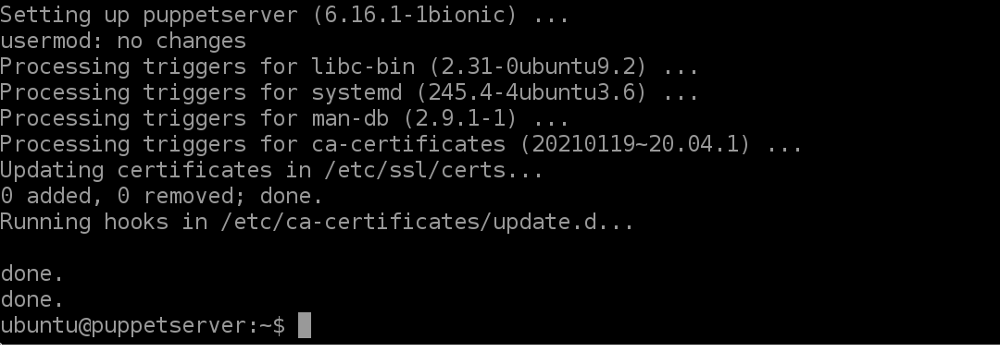 Setting up puppetserver (6.16.1-1bionic) ...
usermod: no changes
Processing triggers for libc-bin (2.31-0ubuntu9.2) ...
Processing triggers for systemd (245.4-4ubuntu3.6) ...
Processing triggers for man-db (2.9.1-1) ...
Processing triggers for ca-certificates (20210119~20.04.1) ...
Updating certificates in /etc/ssl/certs...
0 added, 0 removed; done.
Running hooks in /etc/ca-certificates/update.d...
done.
done.
ubuntu@puppetserver:~$